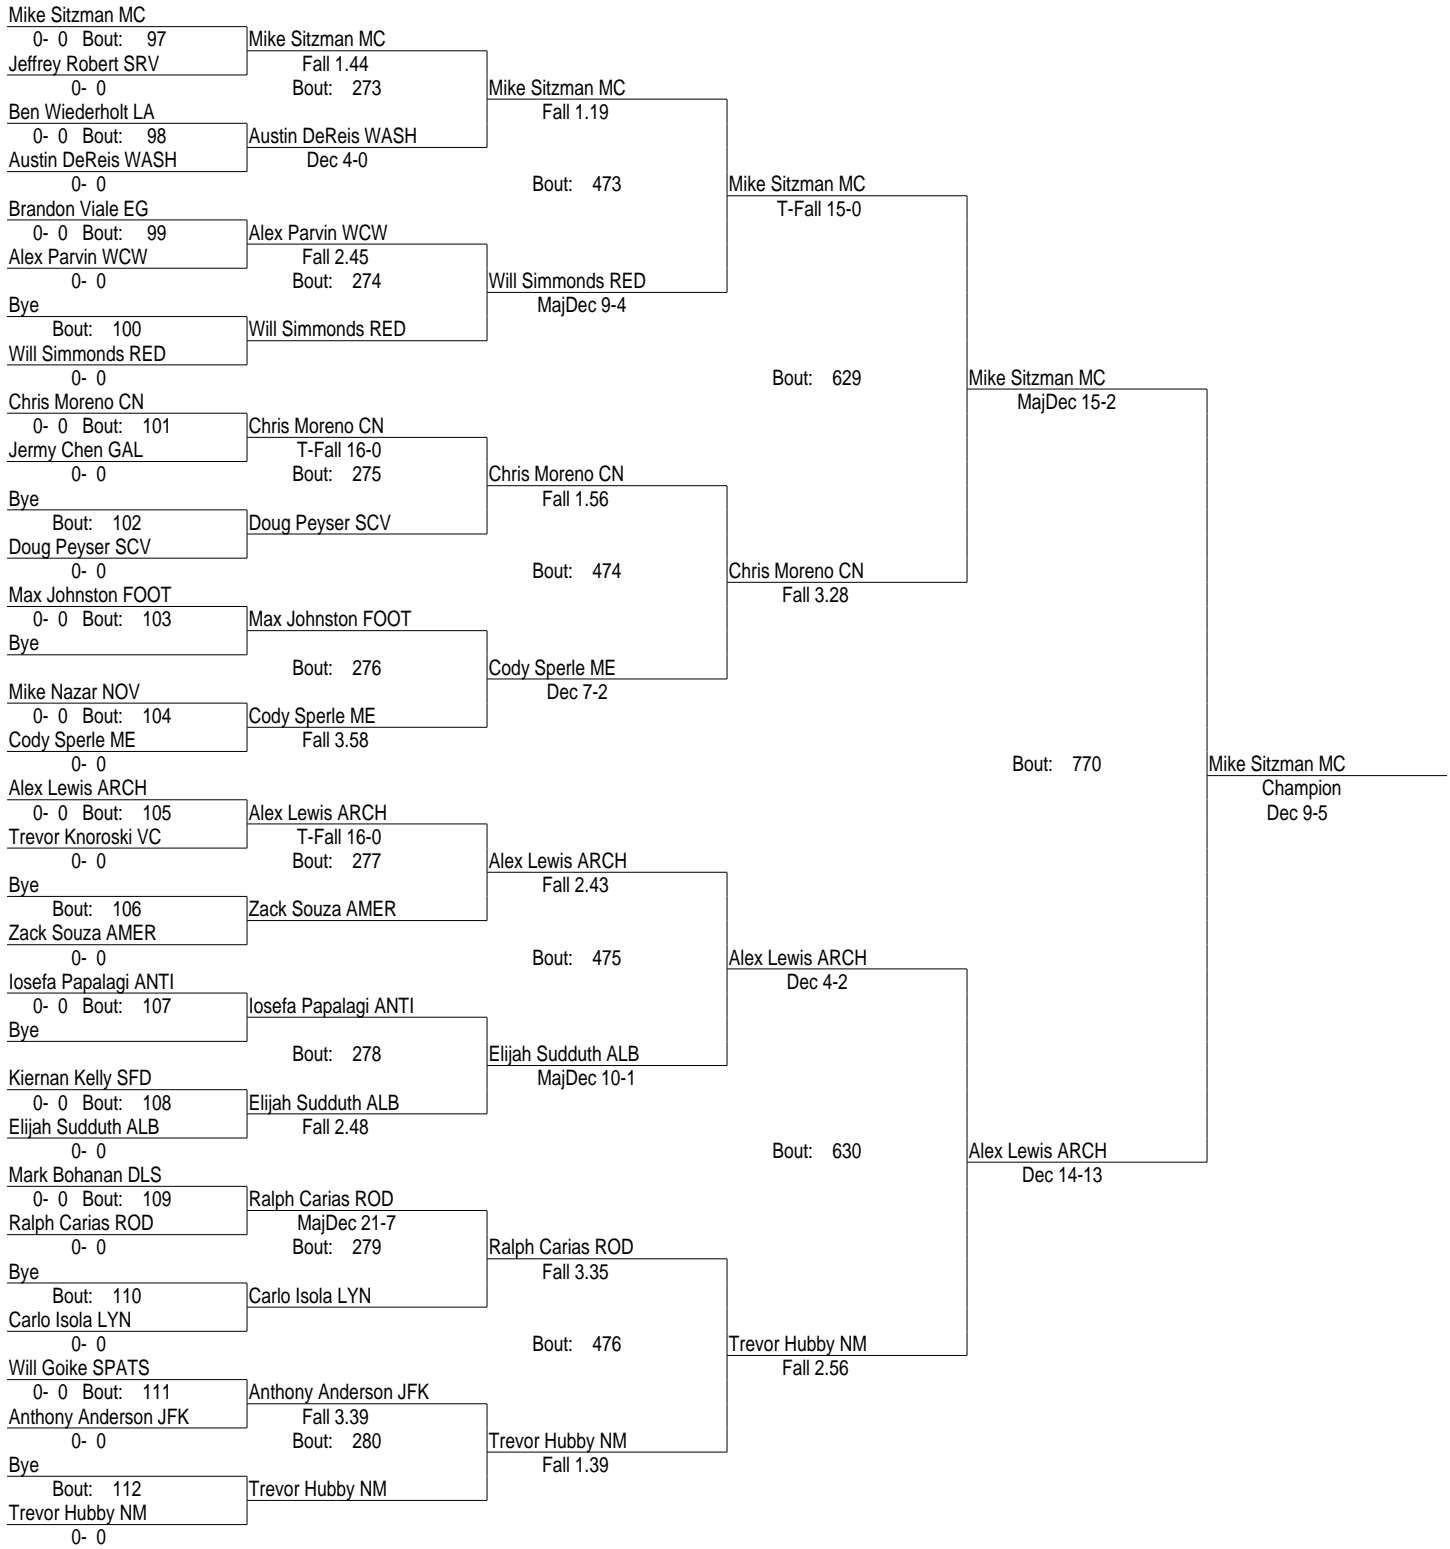 Mike Sitzman MC
0- 0 Bout: 97 Mike Sitzman MC
Jeffrey Robert SRV Fall 1.44
0- 0 Bout: 273 Mike Sitzman MC
Ben Wiederholt LA Fall 1.19
0- 0 Bout: 98 Austin DeReis WASH
Austin DeReis WASH Dec 4-0
0- 0 Bout: 473 Mike Sitzman MC
Brandon Viale EG T-Fall 15-0
0- 0 Bout: 99 Alex Parvin WCW
Alex Parvin WCW Fall 2.45
0- 0 Bout: 274 Will Simmonds RED
Bye MajDec 9-4
Bout: 100 Will Simmonds RED
Will Simmonds RED
0- 0 Bout: 629 Mike Sitzman MC
Chris Moreno CN MajDec 15-2
0- 0 Bout: 101 Chris Moreno CN
Jermy Chen GAL T-Fall 16-0
0- 0 Bout: 275 Chris Moreno CN
Bye Fall 1.56
Bout: 102 Doug Peyser SCV
Doug Peyser SCV
0- 0 Bout: 474 Chris Moreno CN
Max Johnston FOOT Fall 3.28
0- 0 Bout: 103 Max Johnston FOOT
Bye
Bout: 276 Cody Sperle ME
Mike Nazar NOV Dec 7-2
0- 0 Bout: 104 Cody Sperle ME
Cody Sperle ME Fall 3.58
0- 0 Bout: 770 Mike Sitzman MC
Alex Lewis ARCH Champion
0- 0 Bout: 105 Alex Lewis ARCH Dec 9-5
Trevor Knoroski VC T-Fall 16-0
0- 0 Bout: 277 Alex Lewis ARCH
Bye Fall 2.43
Bout: 106 Zack Souza AMER
Zack Souza AMER
0- 0 Bout: 475 Alex Lewis ARCH
Iosefa Papalagi ANTI Dec 4-2
0- 0 Bout: 107 Iosefa Papalagi ANTI
Bye
Bout: 278 Elijah Sudduth ALB
Kiernan Kelly SFD MajDec 10-1
0- 0 Bout: 108 Elijah Sudduth ALB
Elijah Sudduth ALB Fall 2.48
0- 0 Bout: 630 Alex Lewis ARCH
Mark Bohanan DLS Dec 14-13
0- 0 Bout: 109 Ralph Carias ROD
Ralph Carias ROD MajDec 21-7
0- 0 Bout: 279 Ralph Carias ROD
Bye Fall 3.35
Bout: 110 Carlo Isola LYN
Carlo Isola LYN
0- 0 Bout: 476 Trevor Hubby NM
Will Goike SPATS Fall 2.56
0- 0 Bout: 111 Anthony Anderson JFK
Anthony Anderson JFK Fall 3.39
0- 0 Bout: 280 Trevor Hubby NM
Bye Fall 1.39
Bout: 112 Trevor Hubby NM
Trevor Hubby NM
0- 0